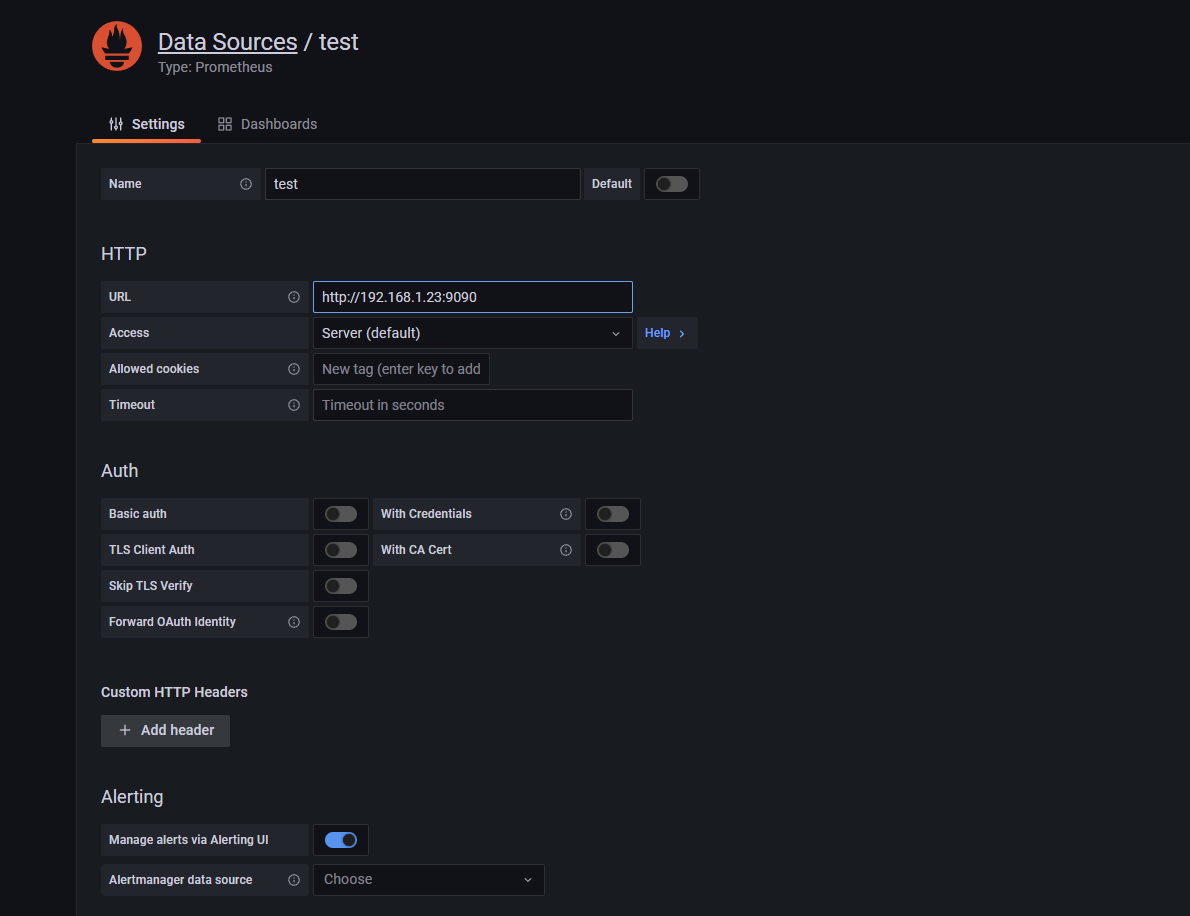 Data Sources / test
Type: Prometheus
Settings Dashboards
Name test Default
HTTP
URL http://192.168.1.23:9090
Access Server (default) Help
Allowed cookies New tag (enter key to add
Timeout Timeout in seconds
Auth
Basic auth With Credentials
TLS Client Auth With CA Cert
Skip TLS Verify
Forward OAuth Identity
Custom HTTP Headers
+ Add header
Alerting
Manage alerts via Alerting UI
Alertmanager data source Choose